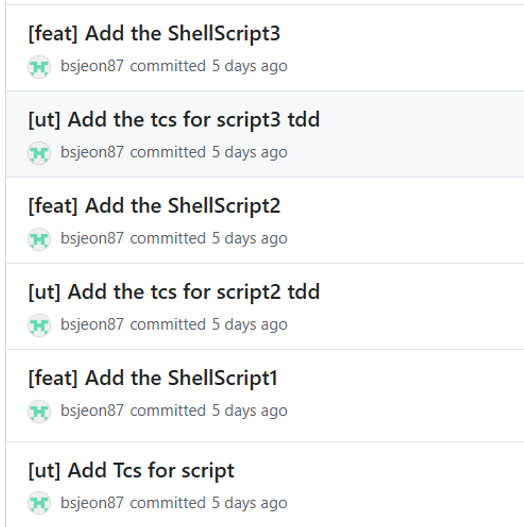 [feat] Add the ShellScript3
bsjeon87 committed 5 days ago
[ut] Add the tcs for script3 tdd
bsjeon87 committed 5 days ago
[feat] Add the ShellScript2
bsjeon87 committed 5 days ago
[ut] Add the tcs for script2 tdd
bsjeon87 committed 5 days ago
[feat] Add the ShellScript1
bsjeon87 committed 5 days ago
[ut] Add Tcs for script
bsjeon87 committed 5 days ago